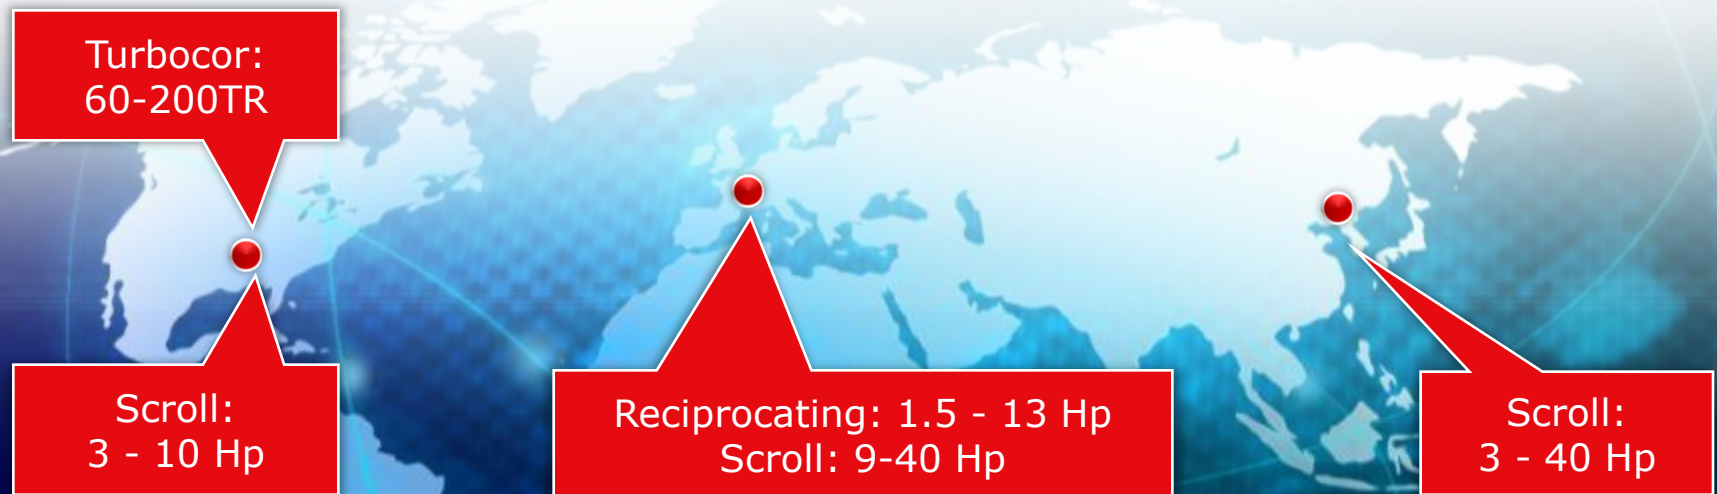 Turbocor:
60-200TR
Scroll:
3 - 10 Hp
Reciprocating: 1.5 - 13 Hp
Scroll: 9-40 Hp
Scroll:
3 - 40 Hp